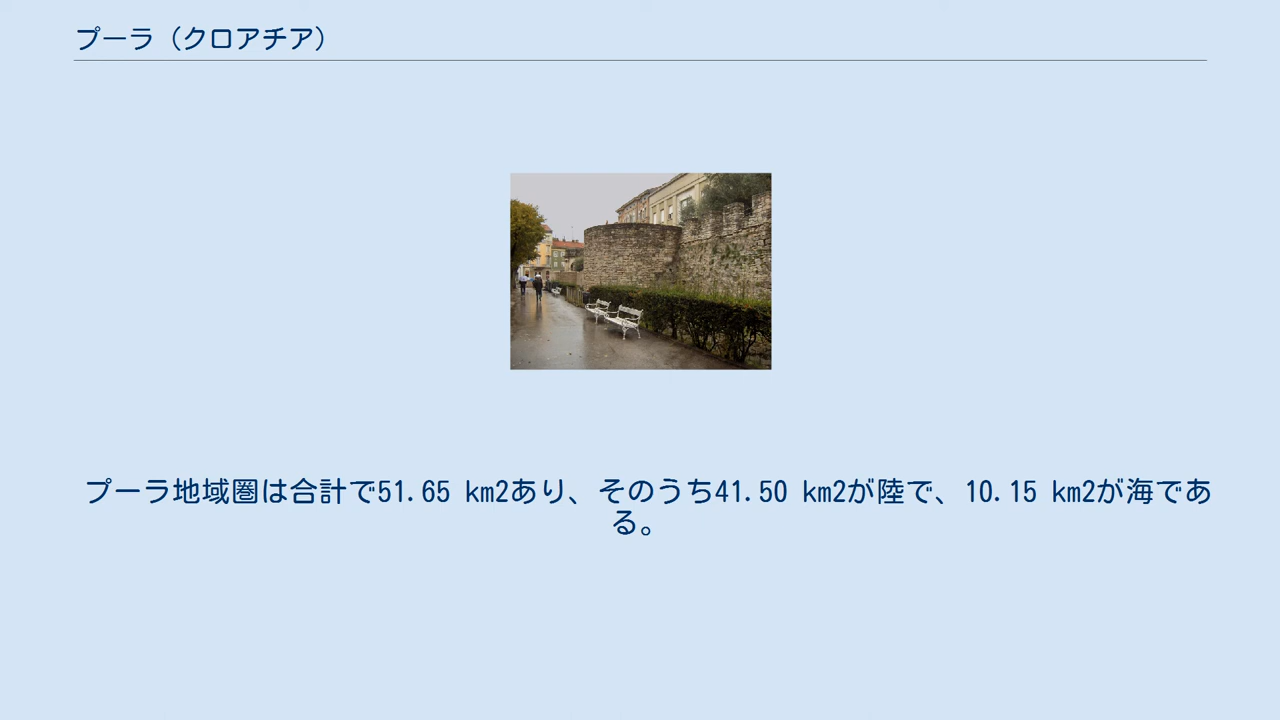 プーラ（クロアチア）
プーラ地域圏は合計で51.65 km2あり、そのうち41.50 km2が陸で、10.15 km2が海であ
る。